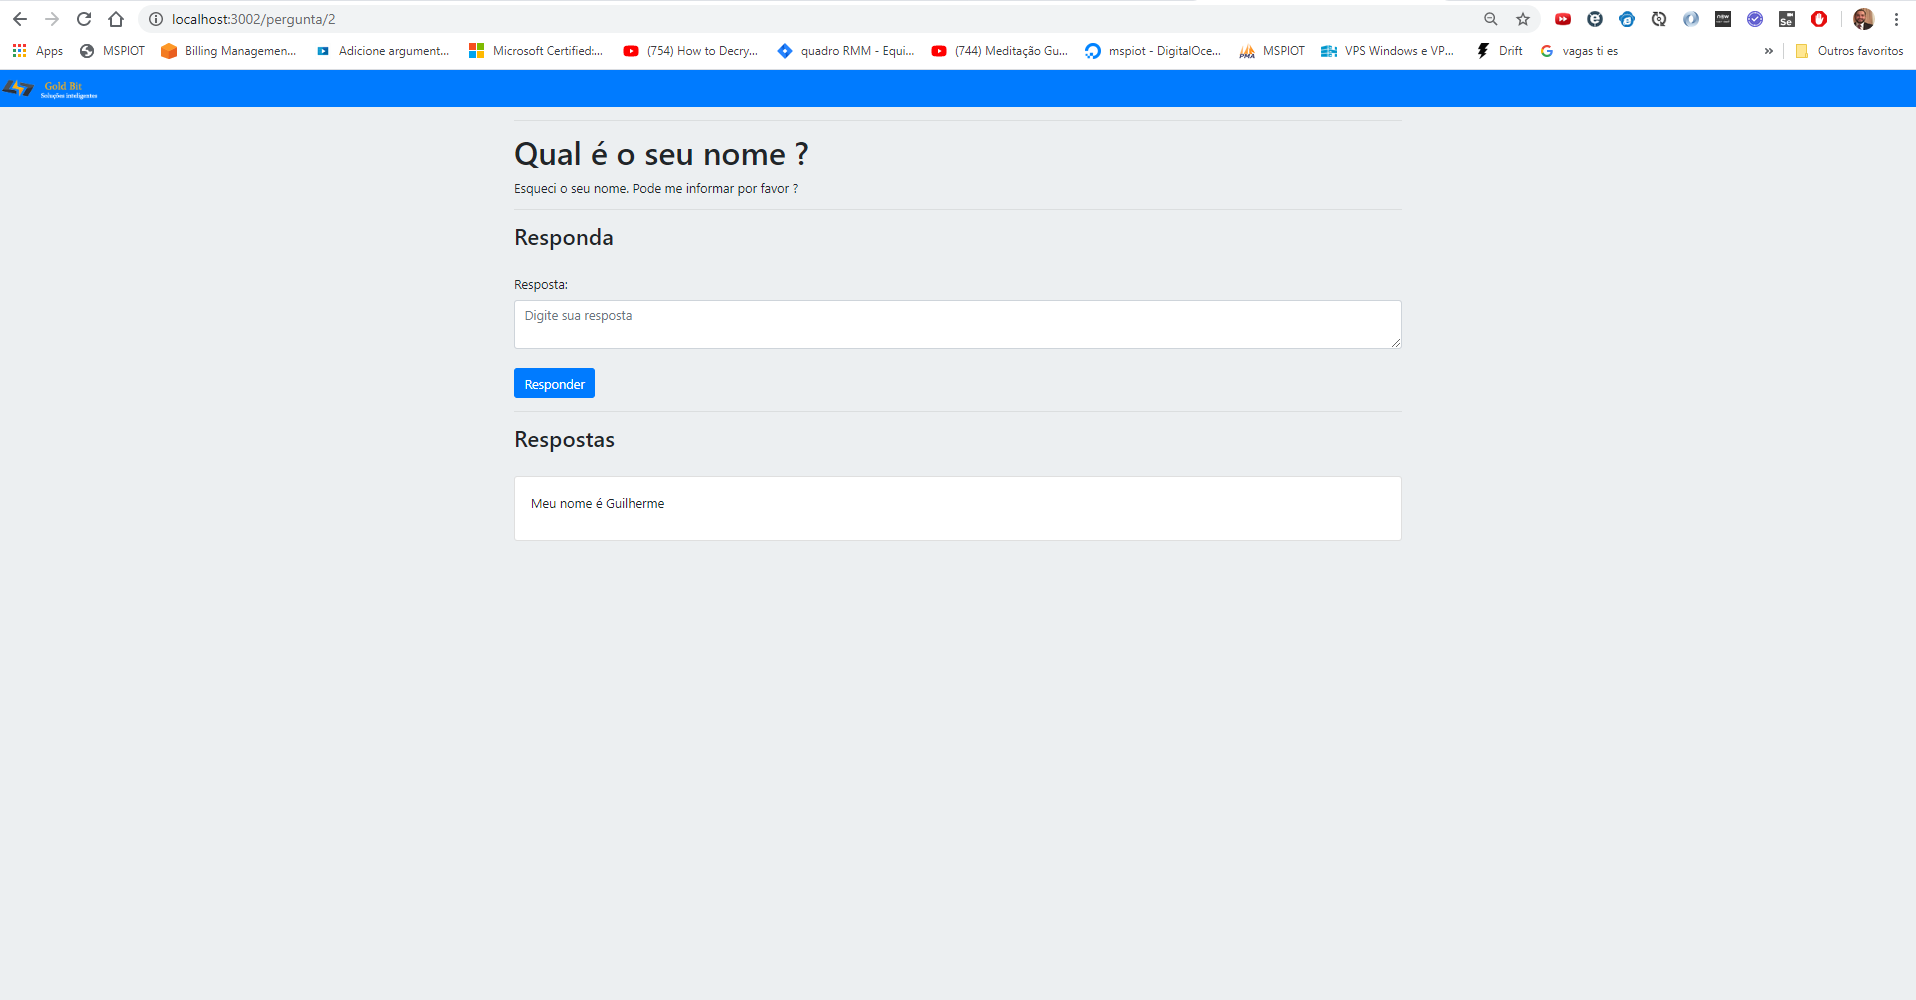 localhost:3002/pergunta/2
Apps MSPIOT Billing Managemen... Adicione argument... Microsoft Certified:... (754) How to Decry... quadro RMM - Equi... (744) Meditação Gu... mspiot - DigitalOce... PMA MSPIOT VPS Windows e VP... Drift vagas ti es » Outros favoritos
Gold Bit
Soluções inteligentes
Qual é o seu nome ?
Esqueci o seu nome. Pode me informar por favor ?
Responda
Resposta:
Digite sua resposta
Responder
Respostas
Meu nome é Guilherme